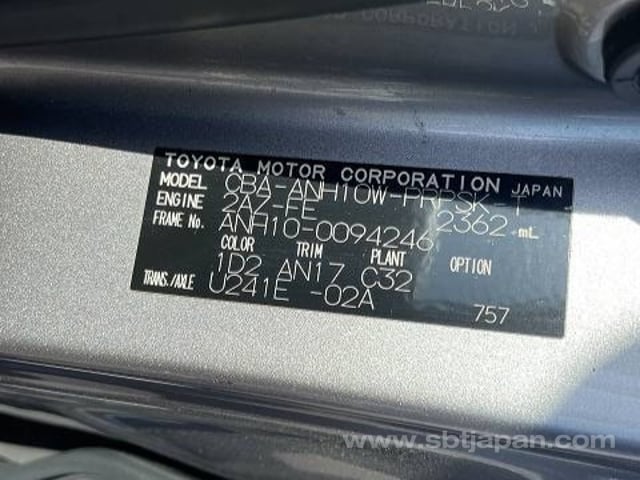 TOYOTA MOTOR CORPORATION JAPAN
MODEL CBA-ANH10W-PRPSK-T
ENGINE 2AZ-FE 2362 mL
FRAME No. ANH10-0094246
COLOR TRIM PLANT OPTION
1D2 AN17 C32
TRANS./AXLE U241E -02A
757
www.sbtjapan.com